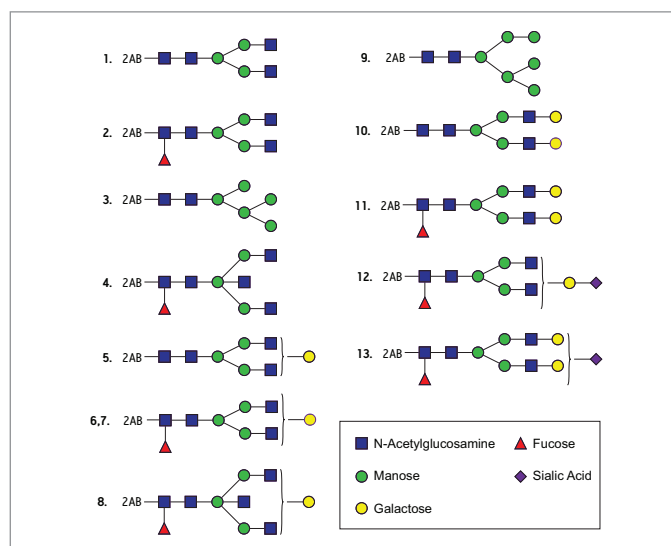 1. 2AB
2. 2AB
3. 2AB
4. 2AB
5. 2AB
6,7. 2AB
8. 2AB
9. 2AB
10. 2AB
11. 2AB
12. 2AB
13. 2AB
N-Acetylglucosamine
Fucose
Manose
Sialic Acid
Galactose